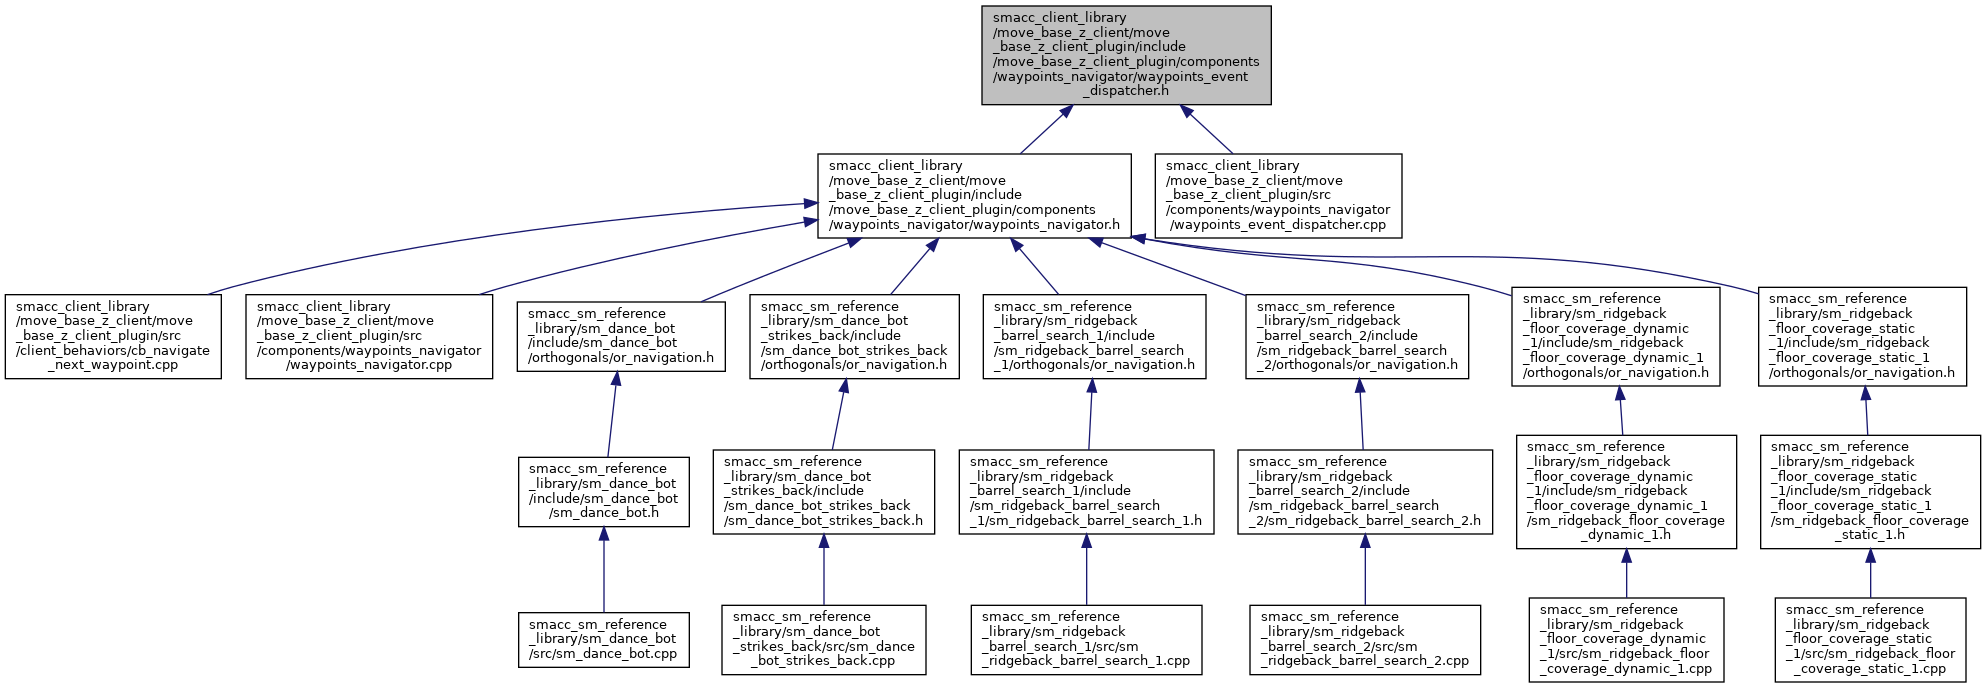 smacc_client_library
/move_base_z_client/move
_base_z_client_plugin/include
/move_base_z_client_plugin/components
/waypoints_navigator/waypoints_event
_dispatcher.h
smacc_client_library
/move_base_z_client/move
_base_z_client_plugin/include
/move_base_z_client_plugin/components
/waypoints_navigator/waypoints_navigator.h
smacc_client_library
/move_base_z_client/move
_base_z_client_plugin/src
/components/waypoints_navigator
/waypoints_event_dispatcher.cpp
smacc_client_library
/move_base_z_client/move
_base_z_client_plugin/src
/client_behaviors/cb_navigate
_next_waypoint.cpp
smacc_client_library
/move_base_z_client/move
_base_z_client_plugin/src
/components/waypoints_navigator
/waypoints_navigator.cpp
smacc_sm_reference
_library/sm_dance_bot
/include/sm_dance_bot
/orthogonals/or_navigation.h
smacc_sm_reference
_library/sm_dance_bot
_strikes_back/include
/sm_dance_bot_strikes_back
/orthogonals/or_navigation.h
smacc_sm_reference
_library/sm_ridgeback
_barrel_search_1/include
/sm_ridgeback_barrel_search
_1/orthogonals/or_navigation.h
smacc_sm_reference
_library/sm_ridgeback
_barrel_search_2/include
/sm_ridgeback_barrel_search
_2/orthogonals/or_navigation.h
smacc_sm_reference
_library/sm_ridgeback
_floor_coverage_dynamic
_1/include/sm_ridgeback
_floor_coverage_dynamic_1
/orthogonals/or_navigation.h
smacc_sm_reference
_library/sm_ridgeback
_floor_coverage_static
_1/include/sm_ridgeback
_floor_coverage_static_1
/orthogonals/or_navigation.h
smacc_sm_reference
_library/sm_dance_bot
/include/sm_dance_bot
/sm_dance_bot.h
smacc_sm_reference
_library/sm_dance_bot
_strikes_back/include
/sm_dance_bot_strikes_back
/sm_dance_bot_strikes_back.h
smacc_sm_reference
_library/sm_ridgeback
_barrel_search_1/include
/sm_ridgeback_barrel_search
_1/sm_ridgeback_barrel_search_1.h
smacc_sm_reference
_library/sm_ridgeback
_barrel_search_2/include
/sm_ridgeback_barrel_search
_2/sm_ridgeback_barrel_search_2.h
smacc_sm_reference
_library/sm_ridgeback
_floor_coverage_dynamic
_1/include/sm_ridgeback
_floor_coverage_dynamic_1
/sm_ridgeback_floor_coverage
_dynamic_1.h
smacc_sm_reference
_library/sm_ridgeback
_floor_coverage_static
_1/include/sm_ridgeback
_floor_coverage_static_1
/sm_ridgeback_floor_coverage
_static_1.h
smacc_sm_reference
_library/sm_dance_bot
/src/sm_dance_bot.cpp
smacc_sm_reference
_library/sm_dance_bot
_strikes_back/src/sm_dance
_bot_strikes_back.cpp
smacc_sm_reference
_library/sm_ridgeback
_barrel_search_1/src/sm
_ridgeback_barrel_search_1.cpp
smacc_sm_reference
_library/sm_ridgeback
_barrel_search_2/src/sm
_ridgeback_barrel_search_2.cpp
smacc_sm_reference
_library/sm_ridgeback
_floor_coverage_dynamic
_1/src/sm_ridgeback_floor
_coverage_dynamic_1.cpp
smacc_sm_reference
_library/sm_ridgeback
_floor_coverage_static
_1/src/sm_ridgeback_floor
_coverage_static_1.cpp